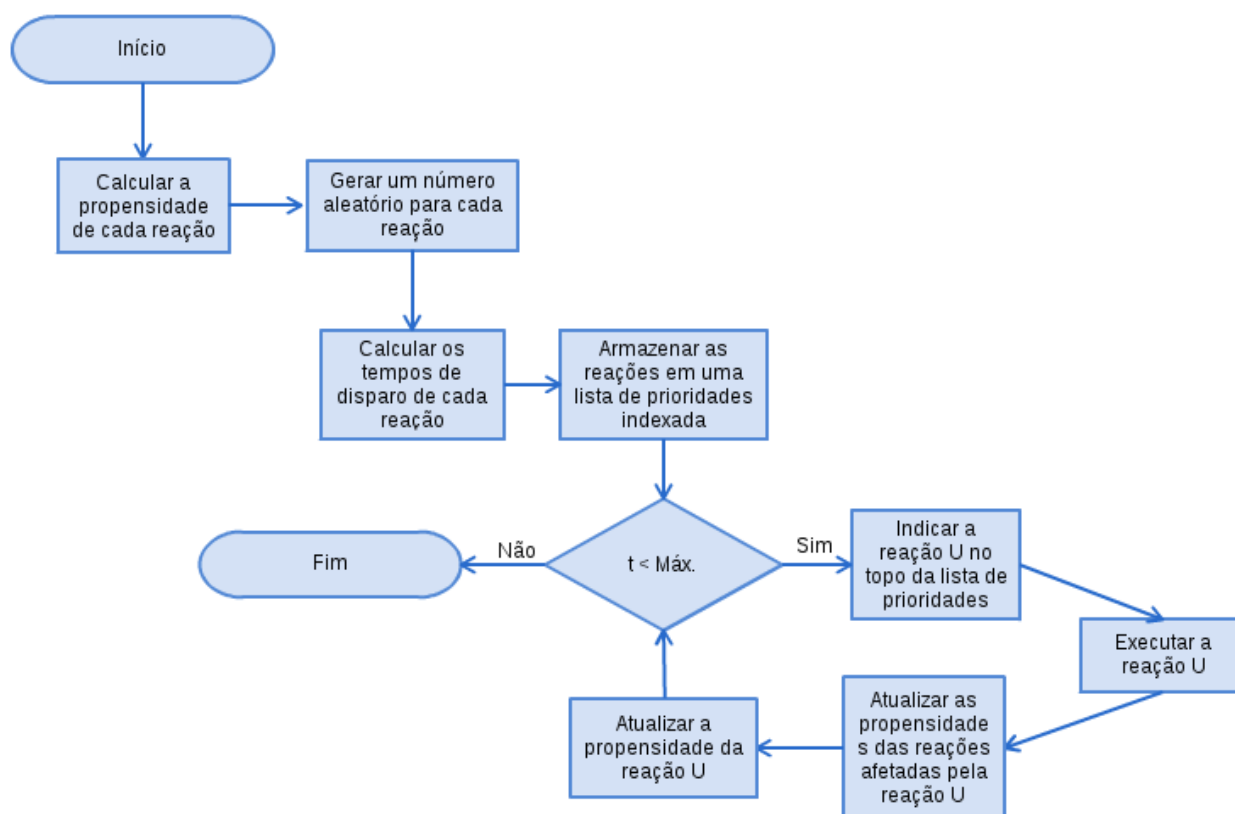 Início
Calcular a
propensidade
de cada reação
Gerar um número
aleatório para cada
reação
Calcular os
tempos de
disparo de cada
reação
Armazenar as
reações em uma
lista de prioridades
indexada
Fim
Não
t < Máx.
Sim
Indicar a
reação U no
topo da lista de
prioridades
Executar a
reação U
Atualizar as
propensidade
s das reações
afetadas pela
reação U
Atualizar a
propensidade da
reação U